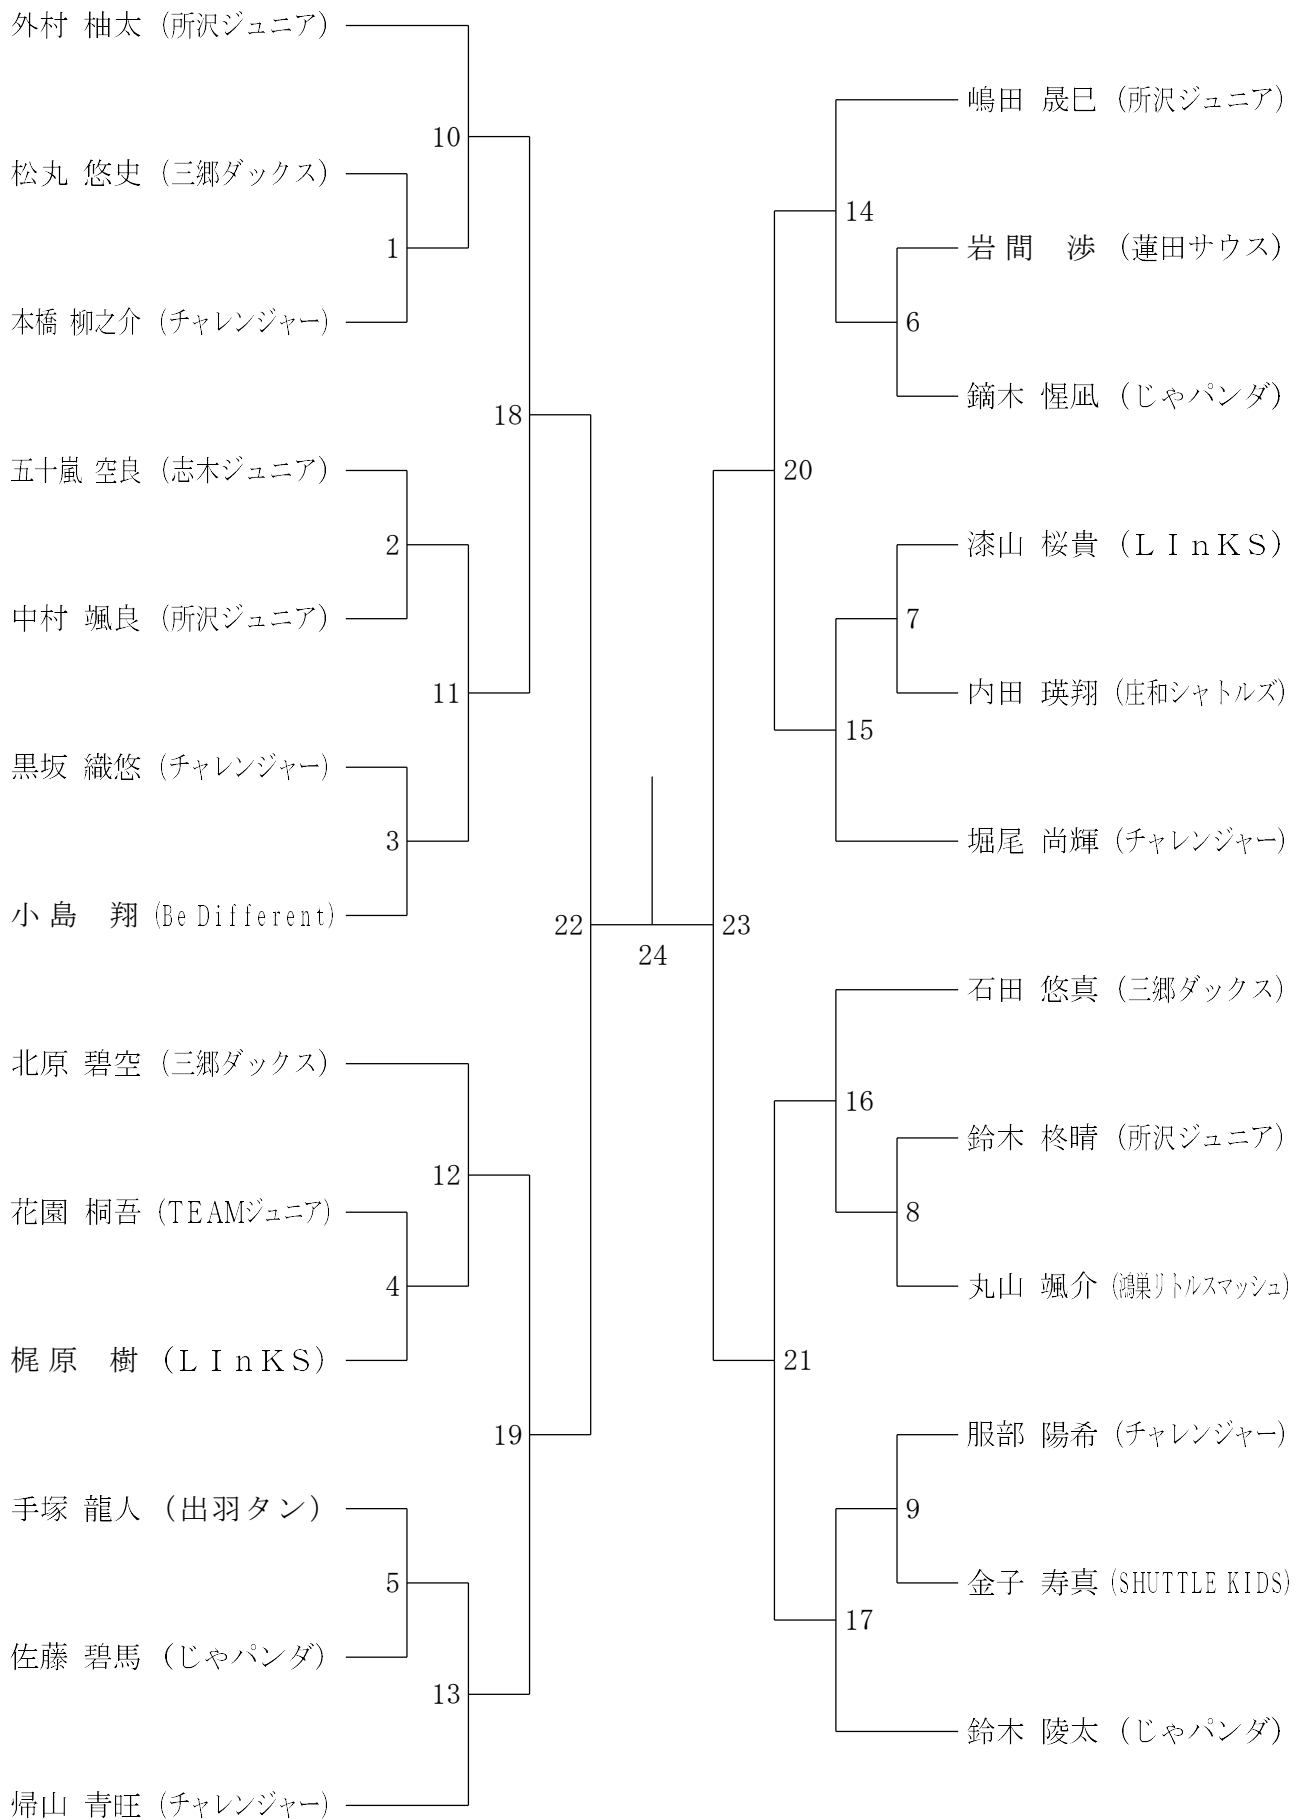 外村 柚太 (所沢ジュニア)
10
松丸 悠史 (三郷ダックス)
1
本橋 柳之介 (チャレンジャー)
18
五十嵐 空良 (志木ジュニア)
2
中村 颯良 (所沢ジュニア)
11
黒坂 織悠 (チャレンジャー)
3
小島 翔 (Be Different)
22
北原 碧空 (三郷ダックス)
12
花園 桐吾 (TEAMジュニア)
4
梶原 樹 (ＬＩｎＫＳ)
19
手塚 龍人 (出羽タン)
5
佐藤 碧馬 (じゃパンダ)
13
帰山 青旺 (チャレンジャー)
24
嶋田 晟巳 (所沢ジュニア)
14
岩間 渉 (蓮田サウス)
6
鏑木 惺凪 (じゃパンダ)
20
漆山 桜貴 (ＬＩｎＫＳ)
7
内田 瑛翔 (庄和シャトルズ)
15
堀尾 尚輝 (チャレンジャー)
23
石田 悠真 (三郷ダックス)
16
鈴木 柊晴 (所沢ジュニア)
8
丸山 颯介 (鴻巣リトルスマッシュ)
21
服部 陽希 (チャレンジャー)
9
金子 寿真 (SHUTTLE KIDS)
17
鈴木 陵太 (じゃパンダ)